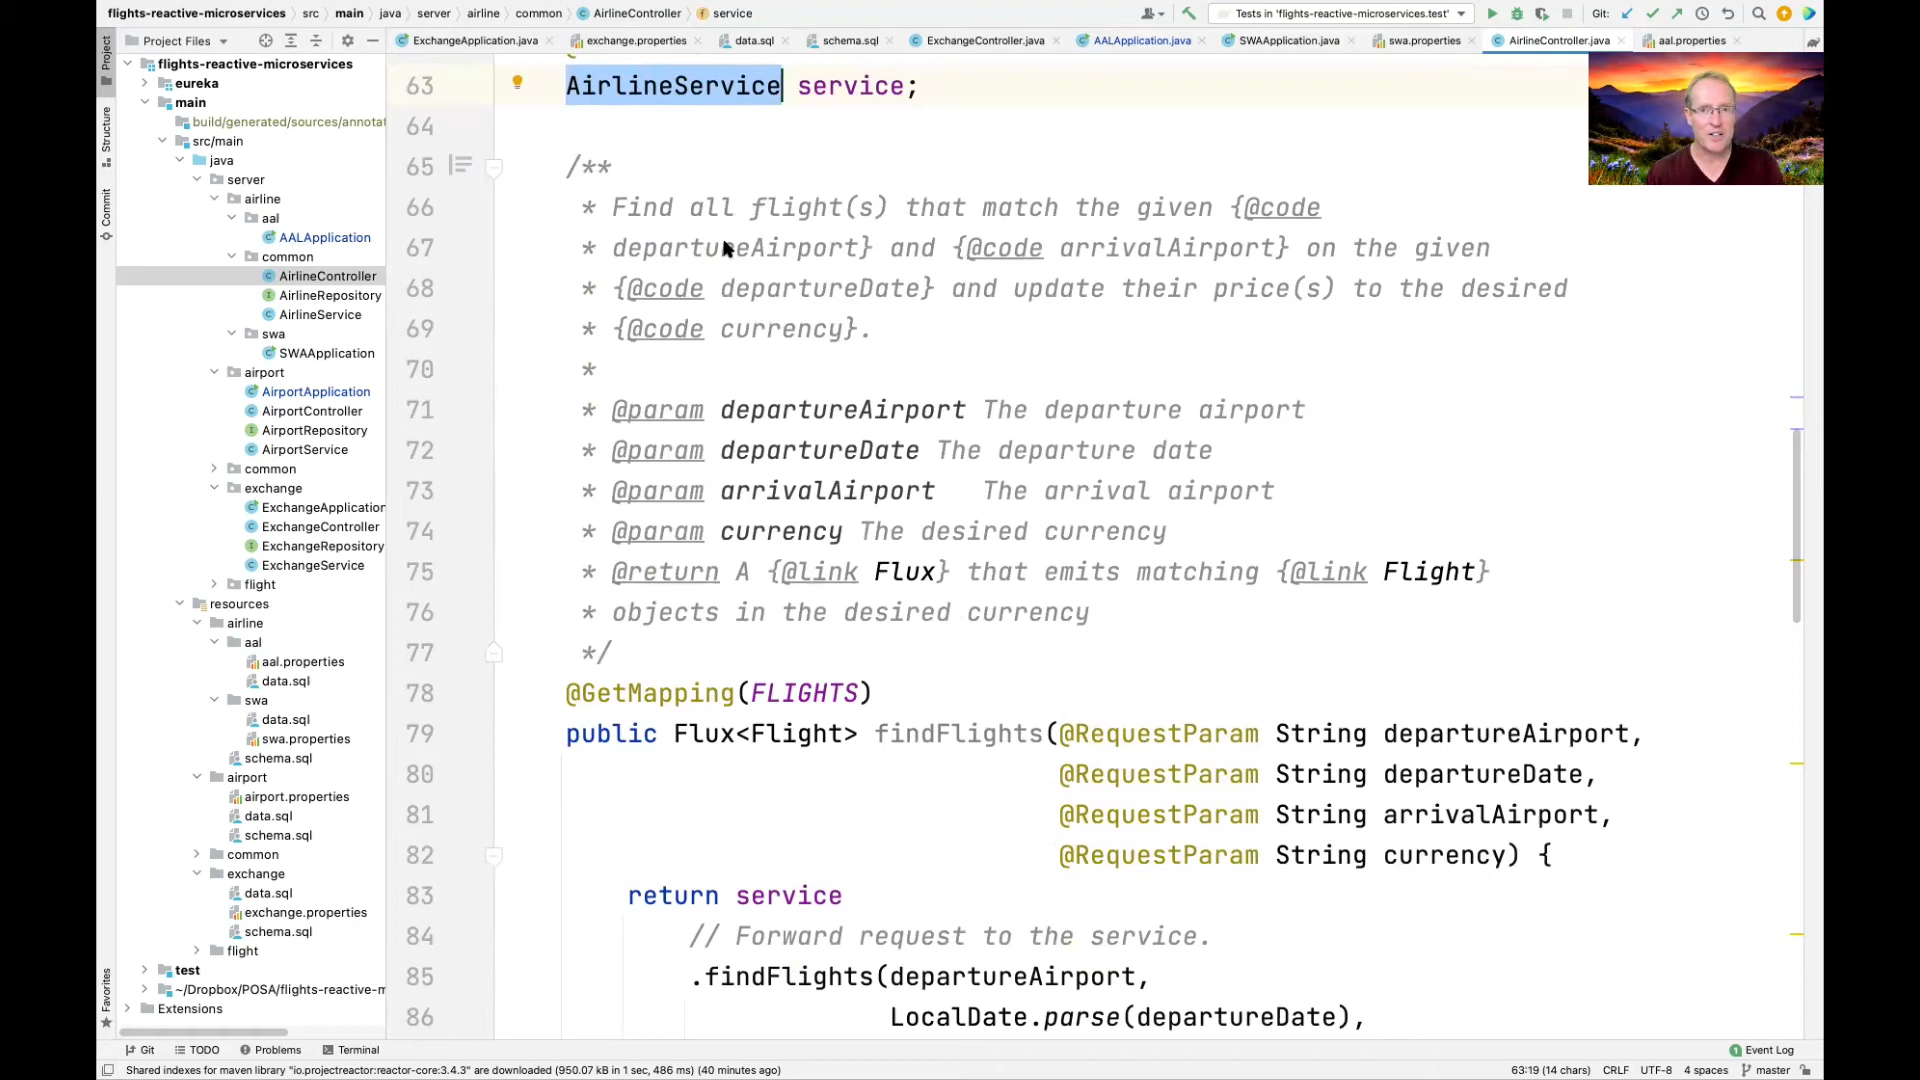 flights-reactive-microservices › src › main › java › server › airline › common › AirlineController › service
Tests in 'flights-reactive-microservices.test'
Git:
Project Files
ExchangeApplication.java
exchange.properties
data.sql
schema.sql
ExchangeController.java
AALApplication.java
SWAApplication.java
swa.properties
AirlineController.java
aal.properties
Project
Structure
Commit
Favorites
flights-reactive-microservices
eureka
main
build/generated/sources/annotat
src/main
java
server
airline
aal
AALApplication
common
AirlineController
AirlineRepository
AirlineService
swa
SWAApplication
airport
AirportApplication
AirportController
AirportRepository
AirportService
common
exchange
ExchangeApplication
ExchangeController
ExchangeRepository
ExchangeService
flight
resources
airline
aal
aal.properties
data.sql
swa
data.sql
swa.properties
schema.sql
airport
airport.properties
data.sql
schema.sql
common
exchange
data.sql
exchange.properties
schema.sql
flight
test
~/Dropbox/POSA/flights-reactive-m
Extensions
63 AirlineService service;
64
65 /**
66 * Find all flight(s) that match the given {@code
67 * departureAirport} and {@code arrivalAirport} on the given
68 * {@code departureDate} and update their price(s) to the desired
69 * {@code currency}.
70 *
71 * @param departureAirport The departure airport
72 * @param departureDate The departure date
73 * @param arrivalAirport   The arrival airport
74 * @param currency The desired currency
75 * @return A {@link Flux} that emits matching {@link Flight}
76 * objects in the desired currency
77 */
78 @GetMapping(FLIGHTS)
79 public Flux<Flight> findFlights(@RequestParam String departureAirport,
80 @RequestParam String departureDate,
81 @RequestParam String arrivalAirport,
82 @RequestParam String currency) {
83 return service
84 // Forward request to the service.
85 .findFlights(departureAirport,
86 LocalDate.parse(departureDate),
Git
TODO
Problems
Terminal
1 Event Log
Shared indexes for maven library "io.projectreactor:reactor-core:3.4.3" are downloaded (950.07 kB in 1 sec, 486 ms) (40 minutes ago)
63:19 (14 chars) CRLF UTF-8 4 spaces master